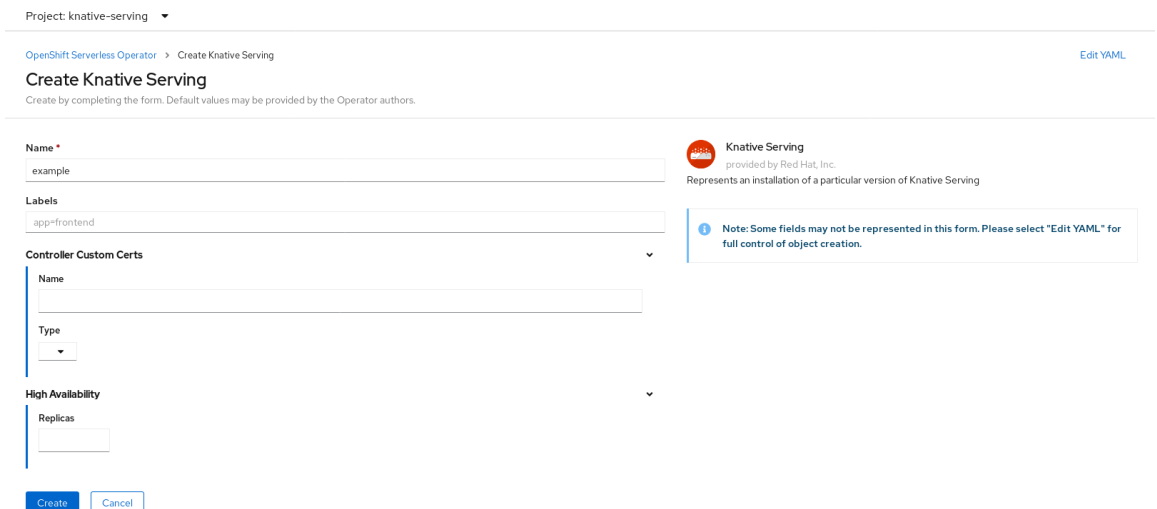 Project: knative-serving
OpenShift Serverless Operator > Create Knative Serving
Edit YAML
Create Knative Serving
Create by completing the form. Default values may be provided by the Operator authors.
Name *
example
Labels
app=frontend
Controller Custom Certs
Name
Type
High Availability
Replicas
Create
Cancel
Knative Serving
provided by Red Hat, Inc.
Represents an installation of a particular version of Knative Serving
Note: Some fields may not be represented in this form. Please select "Edit YAML" for
full control of object creation.